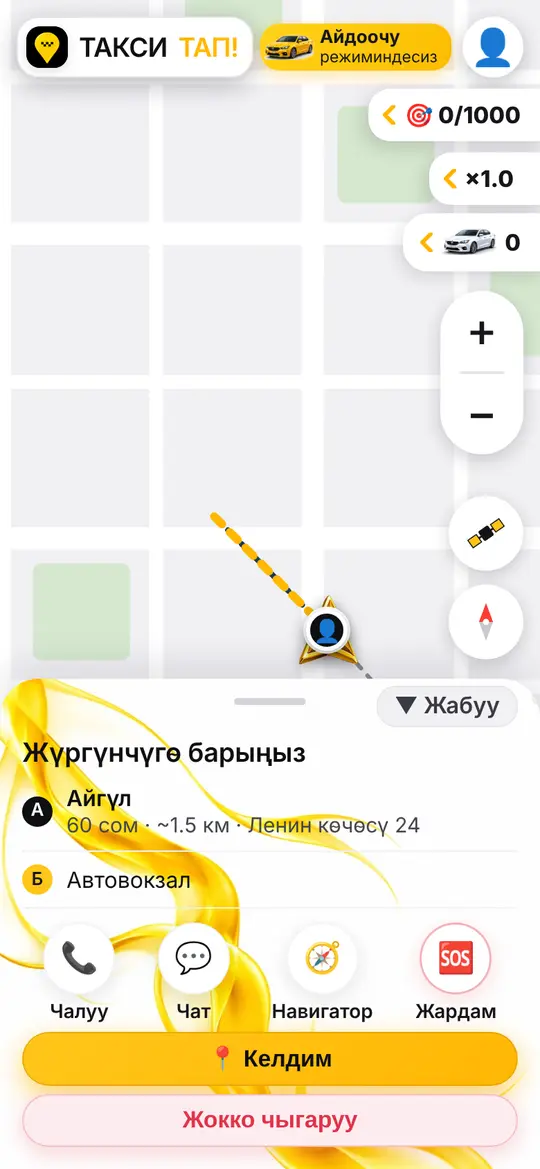 ТАКСИ ТАП!
Айдоочу
режиминдесиз
0/1000
×1.0
0
+
−
▼ Жабуу
Жүргүнчүгө барыңыз
А
Айгүл
60 сом · ~1.5 км · Ленин көчөсү 24
Б
Автовокзал
SOS
Чалуу
Чат
Навигатор
Жардам
Келдим
Жокко чыгаруу